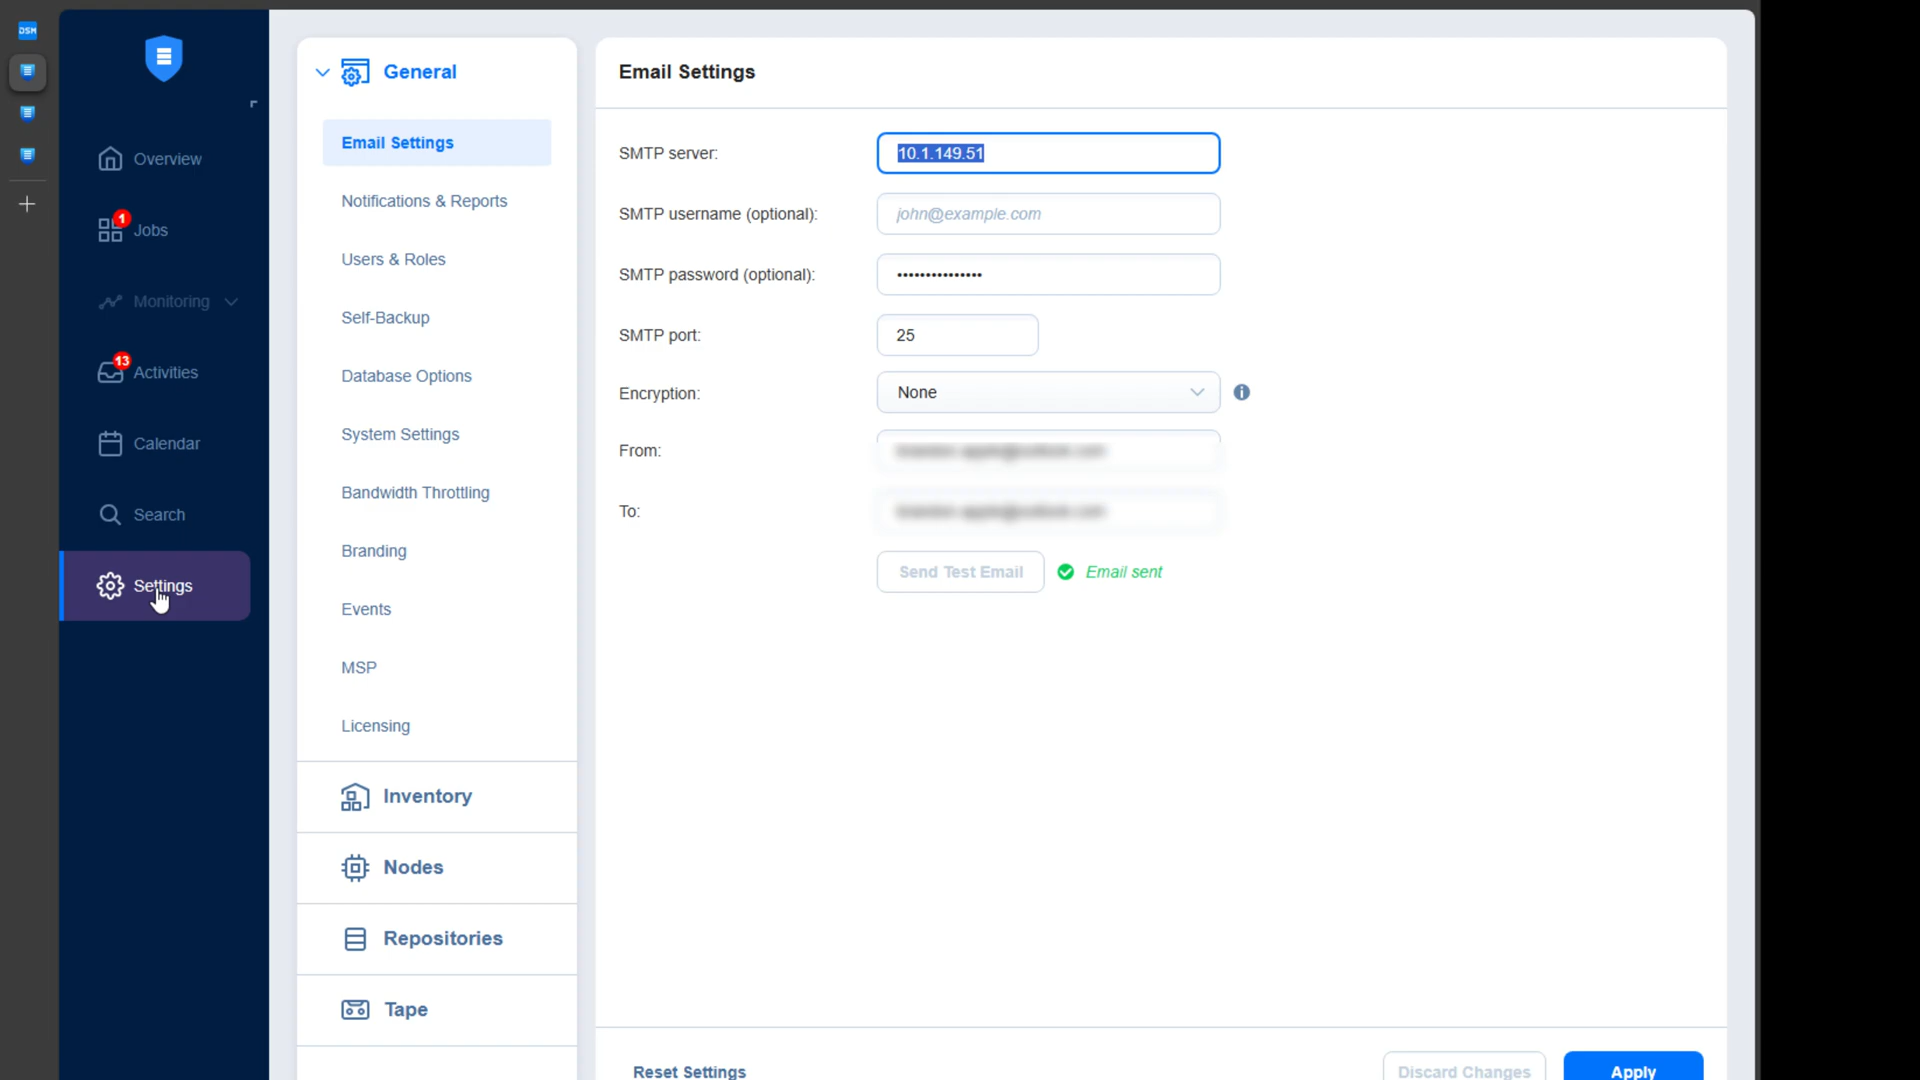 DSM
Overview
1
Jobs
Monitoring
13
Activities
Calendar
Search
Settings
General
Email Settings
Notifications & Reports
Users & Roles
Self-Backup
Database Options
System Settings
Bandwidth Throttling
Branding
Events
MSP
Licensing
Inventory
Nodes
Repositories
Tape
Email Settings
SMTP server:
10.1.149.51
SMTP username (optional):
john@example.com
SMTP password (optional):
•••••••••••••••
SMTP port:
25
Encryption:
None
From:
To:
Send Test Email
Email sent
Reset Settings
Discard Changes
Apply